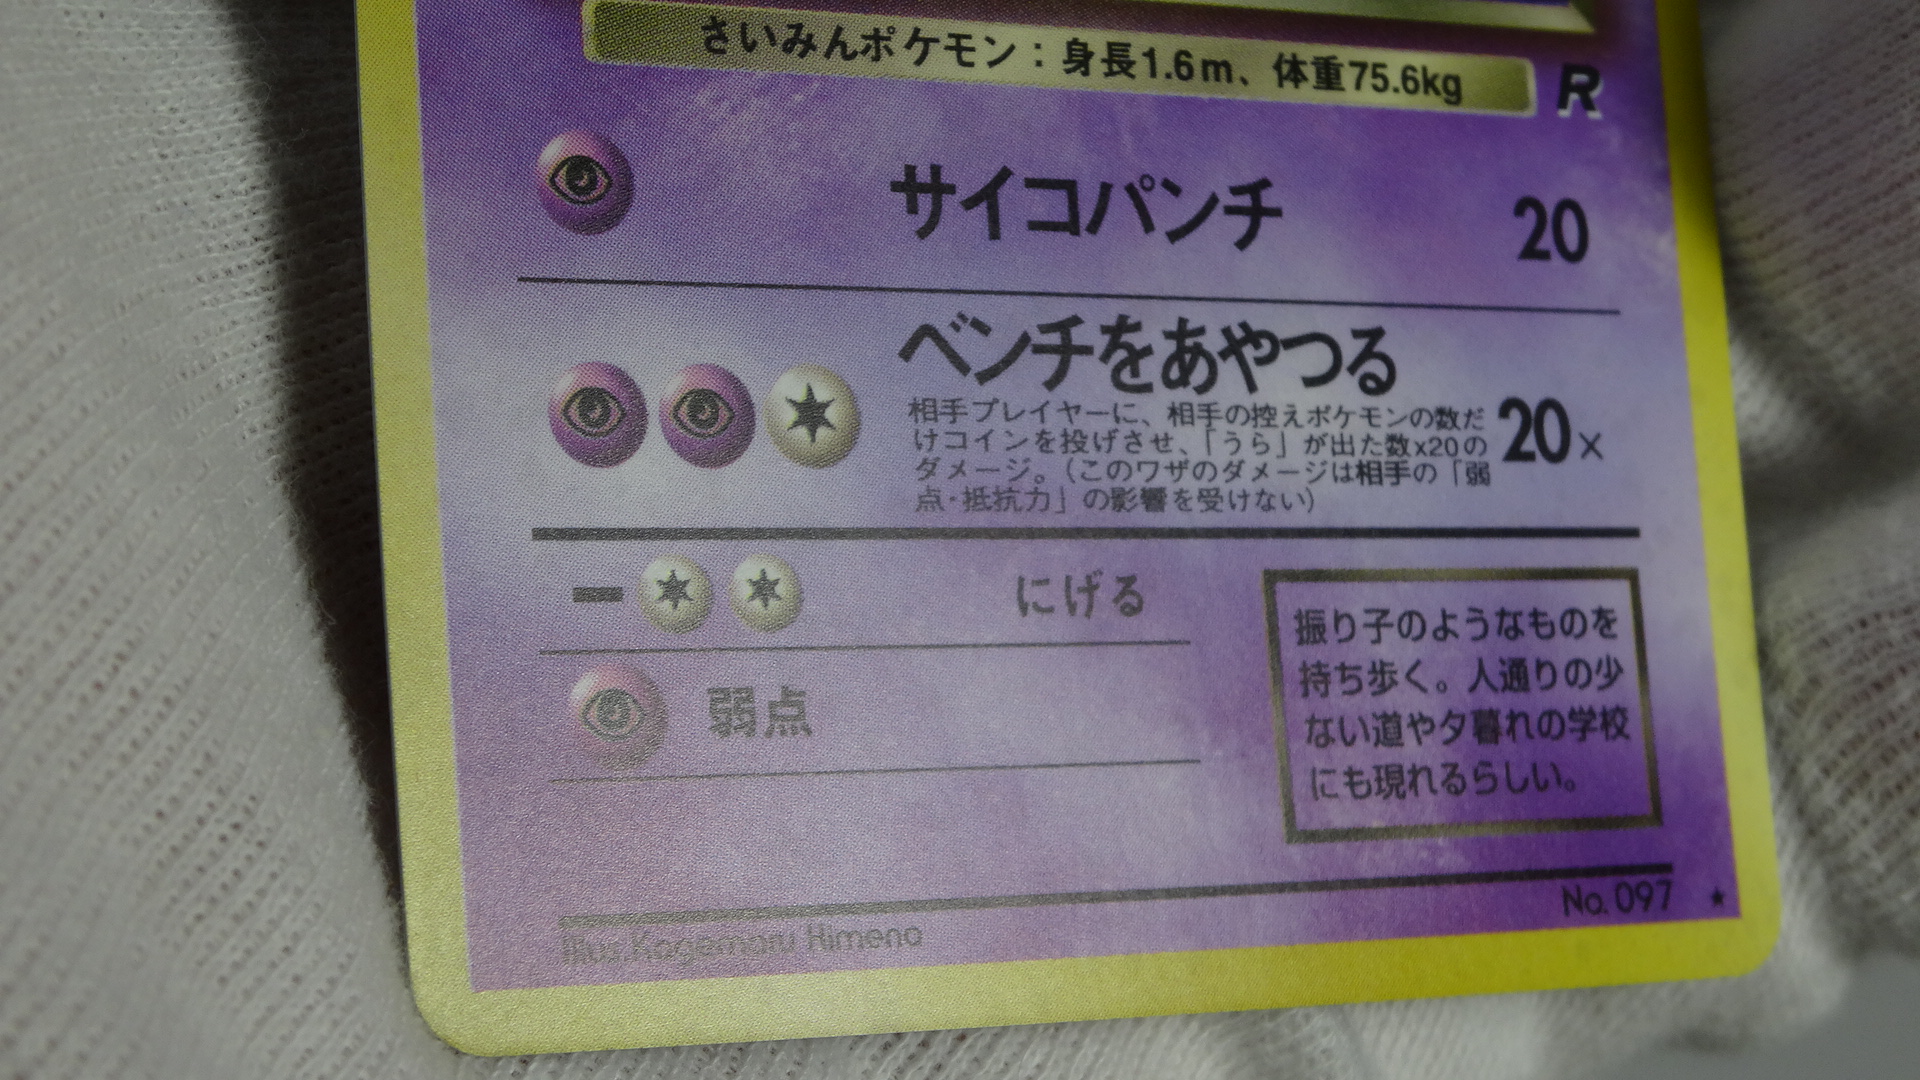 さいみんポケモン：身長1.6m、体重75.6kg
R
サイコパンチ 20
ベンチをあやつる
相手プレイヤーに、相手の控えポケモンの数だ
けコインを投げさせ、「うら」が出た数x20の
ダメージ。（このワザのダメージは相手の「弱
点・抵抗力」の影響を受けない）
20×
にげる
弱点
振り子のようなものを
持ち歩く。人通りの少
ない道や夕暮れの学校
にも現れるらしい。
No. 097 ★
Illus. Kagemaru Himeno